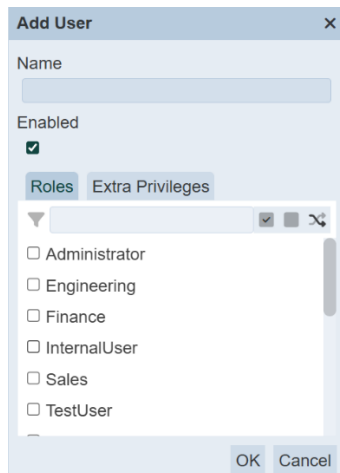 Add User
Name
Enabled
Roles Extra Privileges
Administrator
Engineering
Finance
InternalUser
Sales
TestUser
OK Cancel